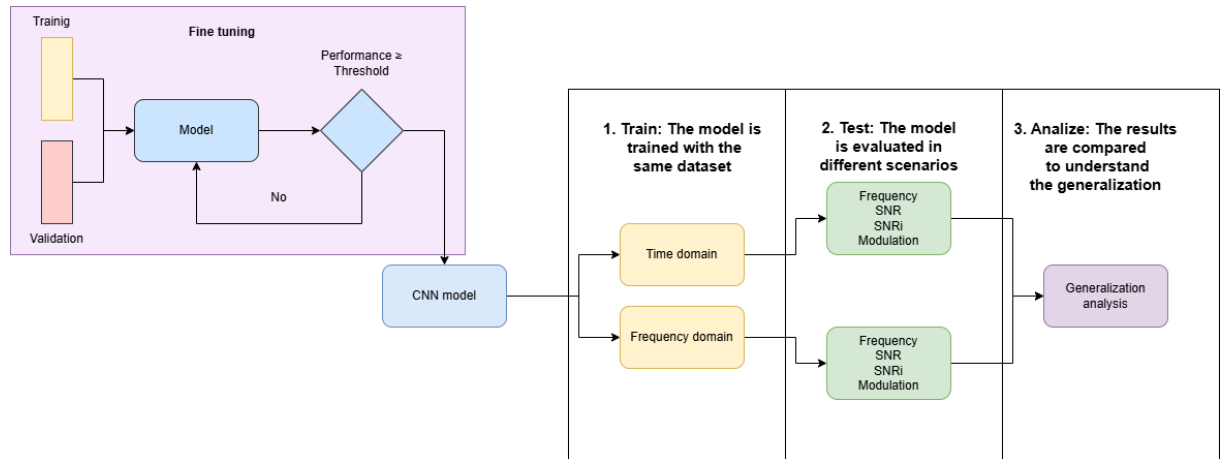 Trainig
Fine tuning
Performance ≥
Threshold
Model
No
Validation
CNN model
1. Train: The model is
trained with the
same dataset
2. Test: The model
is evaluated in
different scenarios
3. Analize: The results
are compared
to understand
the generalization
Time domain
Frequency domain
Frequency
SNR
SNRi
Modulation
Frequency
SNR
SNRi
Modulation
Generalization
analysis